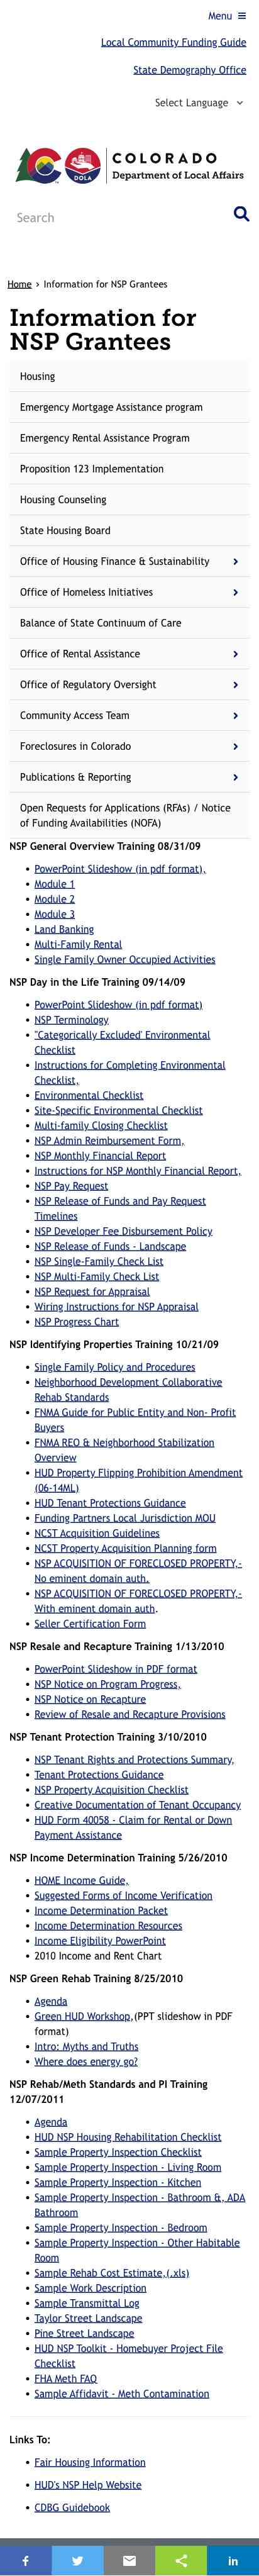 Menu ≡
Local Community Funding Guide
State Demography Office
Select Language
COLORADO
Department of Local Affairs
DOLA
Search
Home › Information for NSP Grantees
Information for
NSP Grantees
Housing
Emergency Mortgage Assistance program
Emergency Rental Assistance Program
Proposition 123 Implementation
Housing Counseling
State Housing Board
Office of Housing Finance & Sustainability
Office of Homeless Initiatives
Balance of State Continuum of Care
Office of Rental Assistance
Office of Regulatory Oversight
Community Access Team
Foreclosures in Colorado
Publications & Reporting
Open Requests for Applications (RFAs) / Notice
of Funding Availabilities (NOFA)
NSP General Overview Training 08/31/09
• PowerPoint Slideshow (in pdf format),
• Module 1
• Module 2
• Module 3
• Land Banking
• Multi-Family Rental
• Single Family Owner Occupied Activities
NSP Day in the Life Training 09/14/09
• PowerPoint Slideshow (in pdf format)
• NSP Terminology
• "Categorically Excluded' Environmental
Checklist
• Instructions for Completing Environmental
Checklist,
• Environmental Checklist
• Site-Specific Environmental Checklist
• Multi-family Closing Checklist
• NSP Admin Reimbursement Form,
• NSP Monthly Financial Report
• Instructions for NSP Monthly Financial Report,
• NSP Pay Request
• NSP Release of Funds and Pay Request
Timelines
• NSP Developer Fee Disbursement Policy
• NSP Release of Funds - Landscape
• NSP Single-Family Check List
• NSP Multi-Family Check List
• NSP Request for Appraisal
• Wiring Instructions for NSP Appraisal
• NSP Progress Chart
NSP Identifying Properties Training 10/21/09
• Single Family Policy and Procedures
• Neighborhood Development Collaborative
Rehab Standards
• FNMA Guide for Public Entity and Non- Profit
Buyers
• FNMA REO & Neighborhood Stabilization
Overview
• HUD Property Flipping Prohibition Amendment
(06-14ML)
• HUD Tenant Protections Guidance
• Funding Partners Local Jurisdiction MOU
• NCST Acquisition Guidelines
• NCST Property Acquisition Planning form
• NSP ACQUISITION OF FORECLOSED PROPERTY,-
No eminent domain auth.
• NSP ACQUISITION OF FORECLOSED PROPERTY,-
With eminent domain auth.
• Seller Certification Form
NSP Resale and Recapture Training 1/13/2010
• PowerPoint Slideshow in PDF format
• NSP Notice on Program Progress,
• NSP Notice on Recapture
• Review of Resale and Recapture Provisions
NSP Tenant Protection Training 3/10/2010
• NSP Tenant Rights and Protections Summary,
• Tenant Protections Guidance
• NSP Property Acquisition Checklist
• Creative Documentation of Tenant Occupancy
• HUD Form 40058 - Claim for Rental or Down
Payment Assistance
NSP Income Determination Training 5/26/2010
• HOME Income Guide,
• Suggested Forms of Income Verification
• Income Determination Packet
• Income Determination Resources
• Income Eligibility PowerPoint
• 2010 Income and Rent Chart
NSP Green Rehab Training 8/25/2010
• Agenda
• Green HUD Workshop,(PPT slideshow in PDF
format)
• Intro: Myths and Truths
• Where does energy go?
NSP Rehab/Meth Standards and PI Training
12/07/2011
• Agenda
• HUD NSP Housing Rehabilitation Checklist
• Sample Property Inspection Checklist
• Sample Property Inspection - Living Room
• Sample Property Inspection - Kitchen
• Sample Property Inspection - Bathroom &, ADA
Bathroom
• Sample Property Inspection - Bedroom
• Sample Property Inspection - Other Habitable
Room
• Sample Rehab Cost Estimate,(.xls)
• Sample Work Description
• Sample Transmittal Log
• Taylor Street Landscape
• Pine Street Landscape
• HUD NSP Toolkit - Homebuyer Project File
Checklist
• FHA Meth FAQ
• Sample Affidavit - Meth Contamination
Links To:
• Fair Housing Information
• HUD's NSP Help Website
• CDBG Guidebook